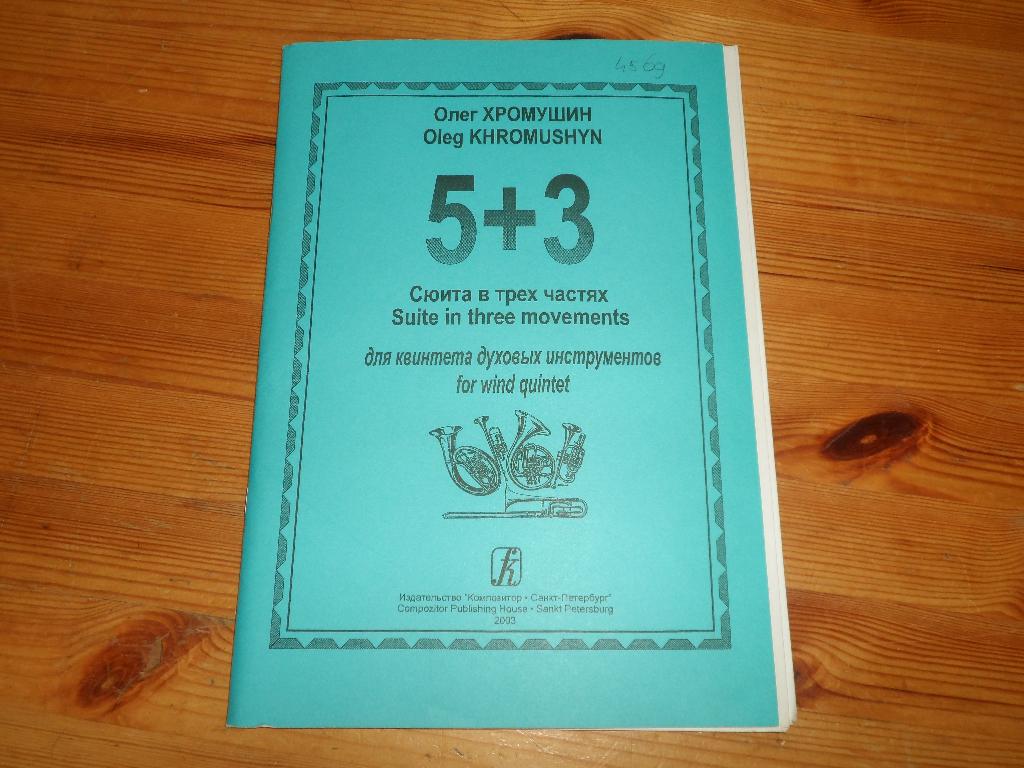 4569
Олег ХРОМУШИН
Oleg KHROMUSHYN
5+3
Сюита в трех частях
Suite in three movements
для квинтета духовых инструментов
for wind quintet
Издательство "Композитор • Санкт-Петербург"
Compozitor Publishing House • Sankt Petersburg
2003